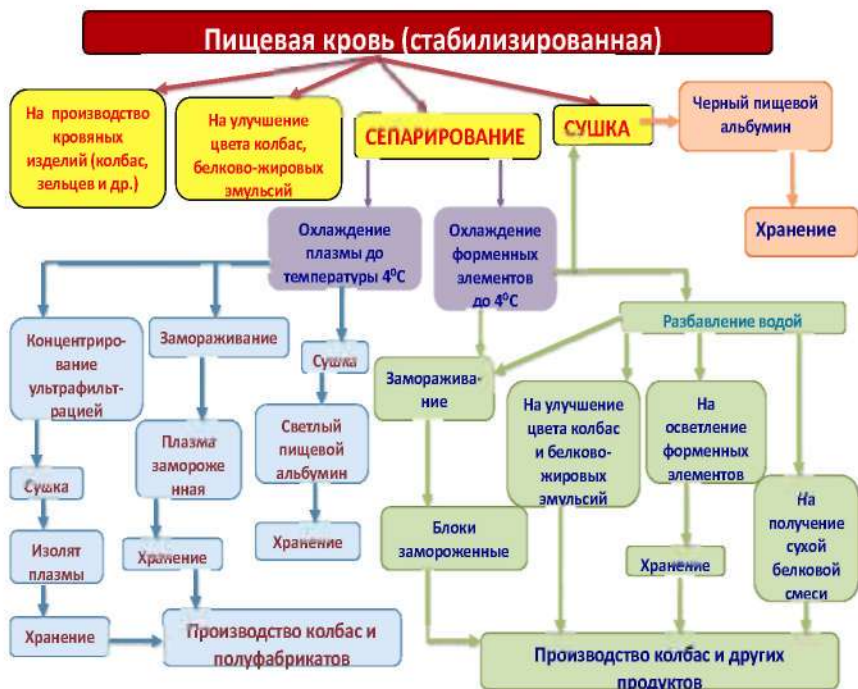 Пищевая кровь (стабилизированная)
На производство
кровяных
изделий (колбас,
зельцев и др.)
На улучшение
цвета колбас,
белково-жировых
эмульсий
СЕПАРИРОВАНИЕ
СУШКА
Черный пищевой
альбумин
Хранение
Охлаждение
плазмы до
температуры 4⁰С
Охлаждение
форменных
элементов
до 4⁰С
Концентриро-
вание
ультрафильт-
рацией
Замораживание
Сушка
Разбавление водой
Заморажива-
ние
На улучшение
цвета колбас
и белково-
жировых
эмульсий
На
осветление
форменных
элементов
На
получение
сухой
белковой
смеси
Плазма
замороже
нная
Светлый
пищевой
альбумин
Сушка
Изолят
плазмы
Хранение
Хранение
Хранение
Блоки
замороженные
Хранение
Производство колбас и
полуфабрикатов
Производство колбас и других
продуктов